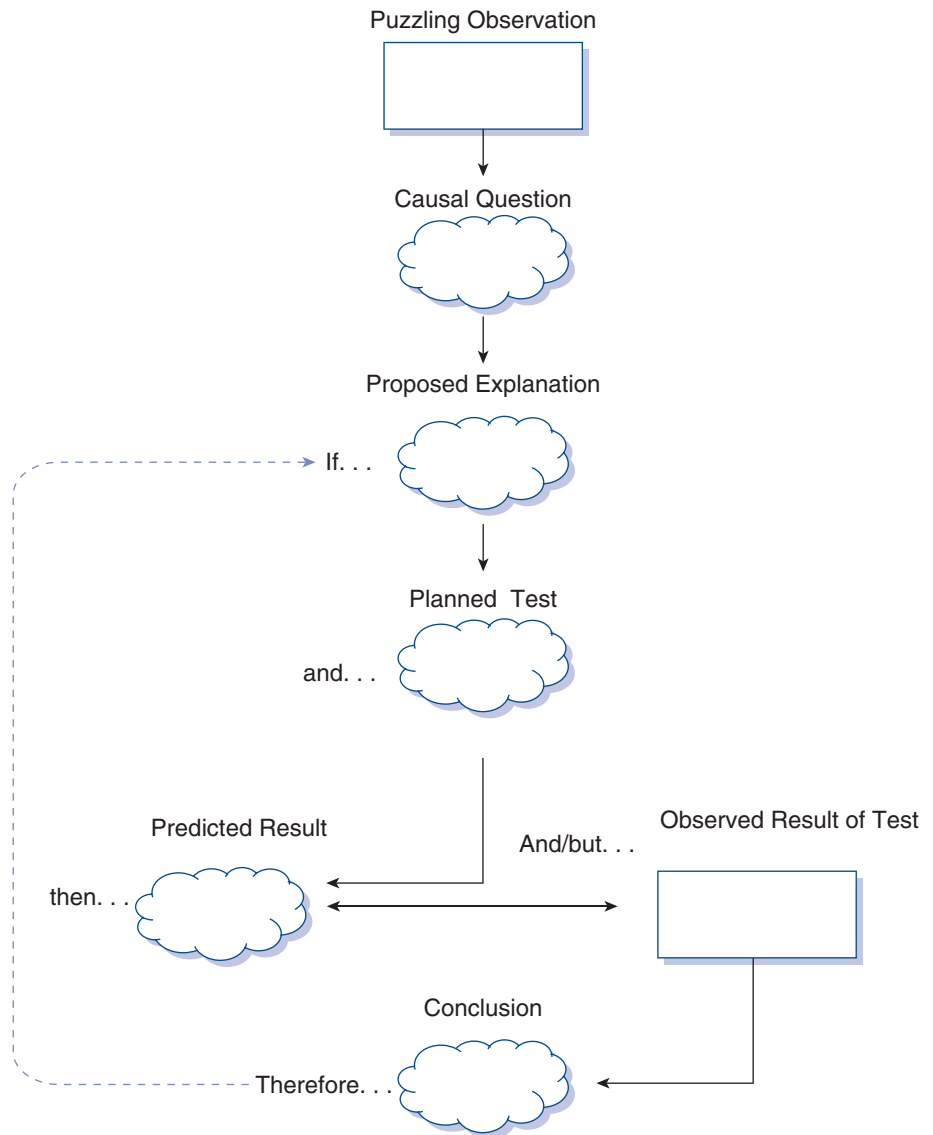 Puzzling Observation
Causal Question
Proposed Explanation
If. . .
Planned Test
and. . .
Predicted Result
Observed Result of Test
And/but. . .
then. . .
Conclusion
Therefore. . .